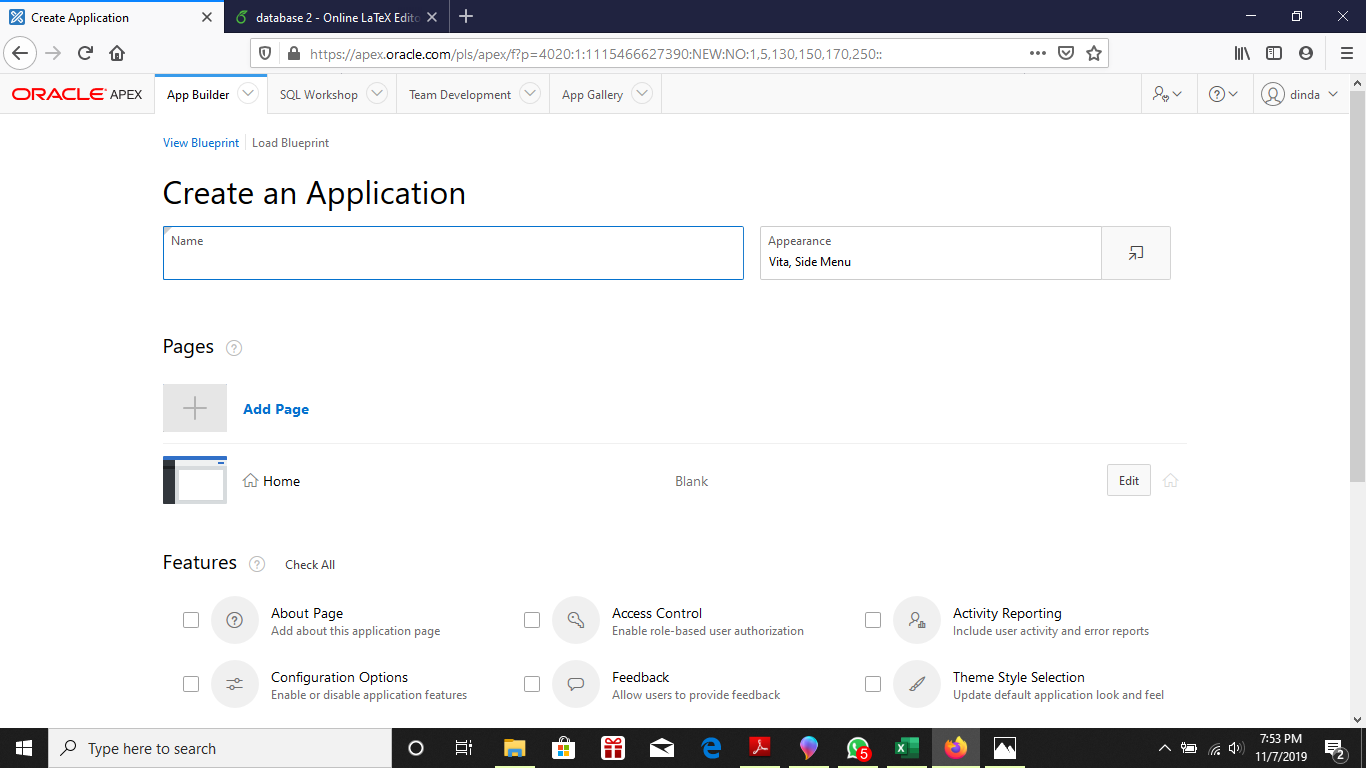 Create Application
database 2 - Online LaTeX Edito
https://apex.oracle.com/pls/apex/f?p=4020:1:1115466627390:NEW:NO:1,5,130,150,170,250::
ORACLE APEX
App Builder
SQL Workshop
Team Development
App Gallery
dinda
View Blueprint
Load Blueprint
Create an Application
Name
Appearance
Vita, Side Menu
Pages
Add Page
Home
Blank
Edit
Features
Check All
About Page
Add about this application page
Access Control
Enable role-based user authorization
Activity Reporting
Include user activity and error reports
Configuration Options
Enable or disable application features
Feedback
Allow users to provide feedback
Theme Style Selection
Update default application look and feel
Type here to search
5
7:53 PM
11/7/2019
2